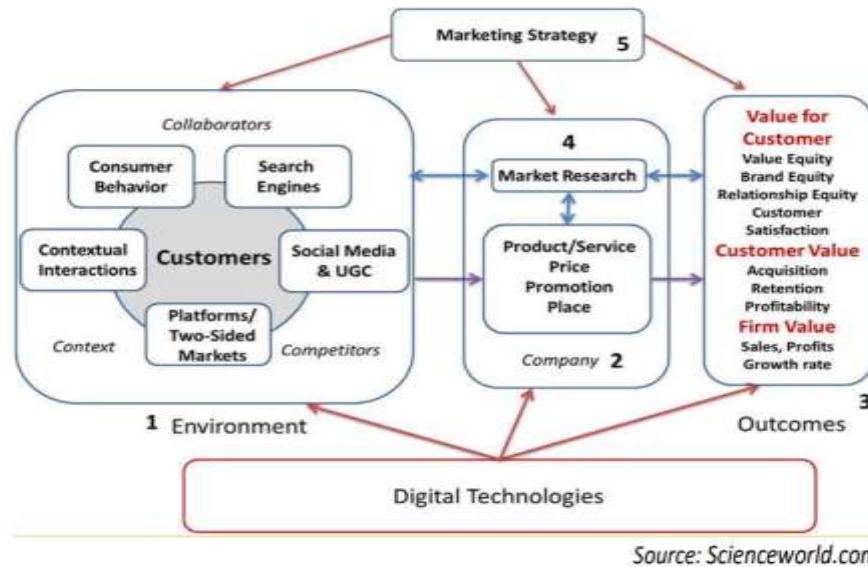 Marketing Strategy
5
Collaborators
Consumer
Behavior
Search
Engines
Contextual
Interactions
Customers
Social Media
& UGC
Platforms/
Two-Sided
Markets
Context
Competitors
1 Environment
4
Market Research
Product/Service
Price
Promotion
Place
Company 2
Value for
Customer
Value Equity
Brand Equity
Relationship Equity
Customer
Satisfaction
Customer Value
Acquisition
Retention
Profitability
Firm Value
Sales, Profits
Growth rate
3
Outcomes
Digital Technologies
Source: Scienceworld.com